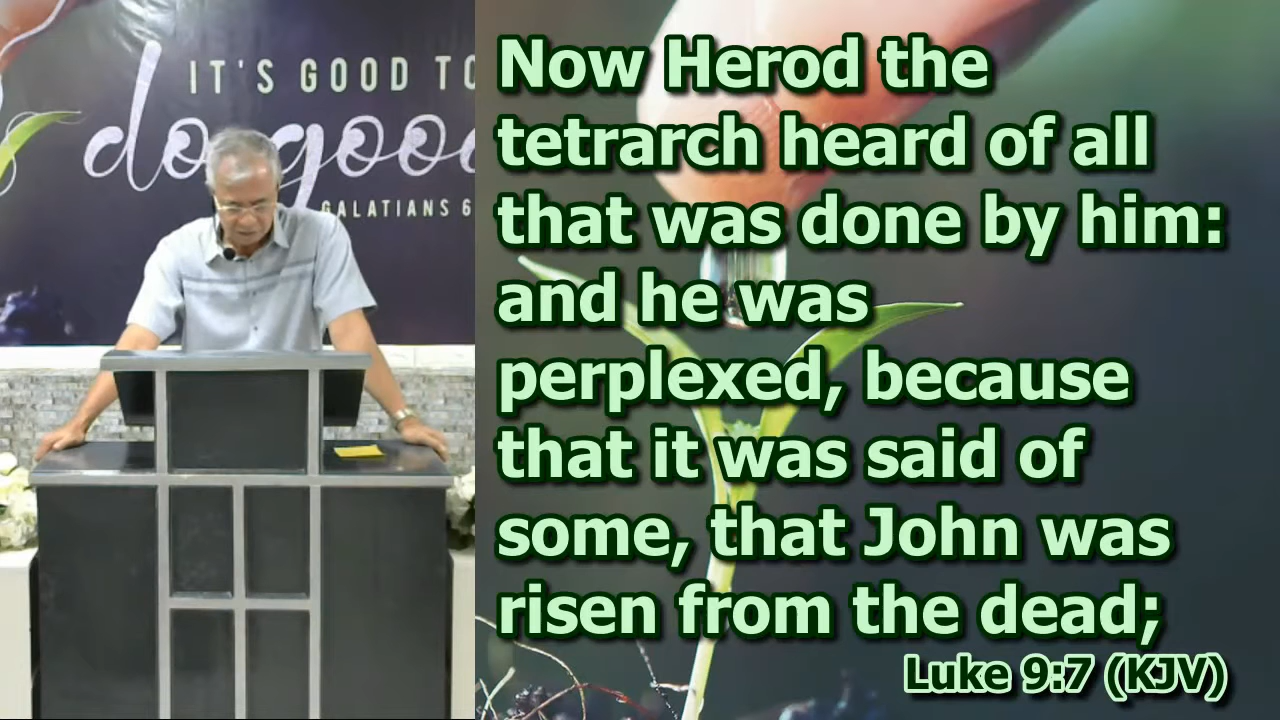 IT'S GOOD TO
do good
GALATIANS 6
Now Herod the
tetrarch heard of all
that was done by him:
and he was
perplexed, because
that it was said of
some, that John was
risen from the dead;
Luke 9:7 (KJV)